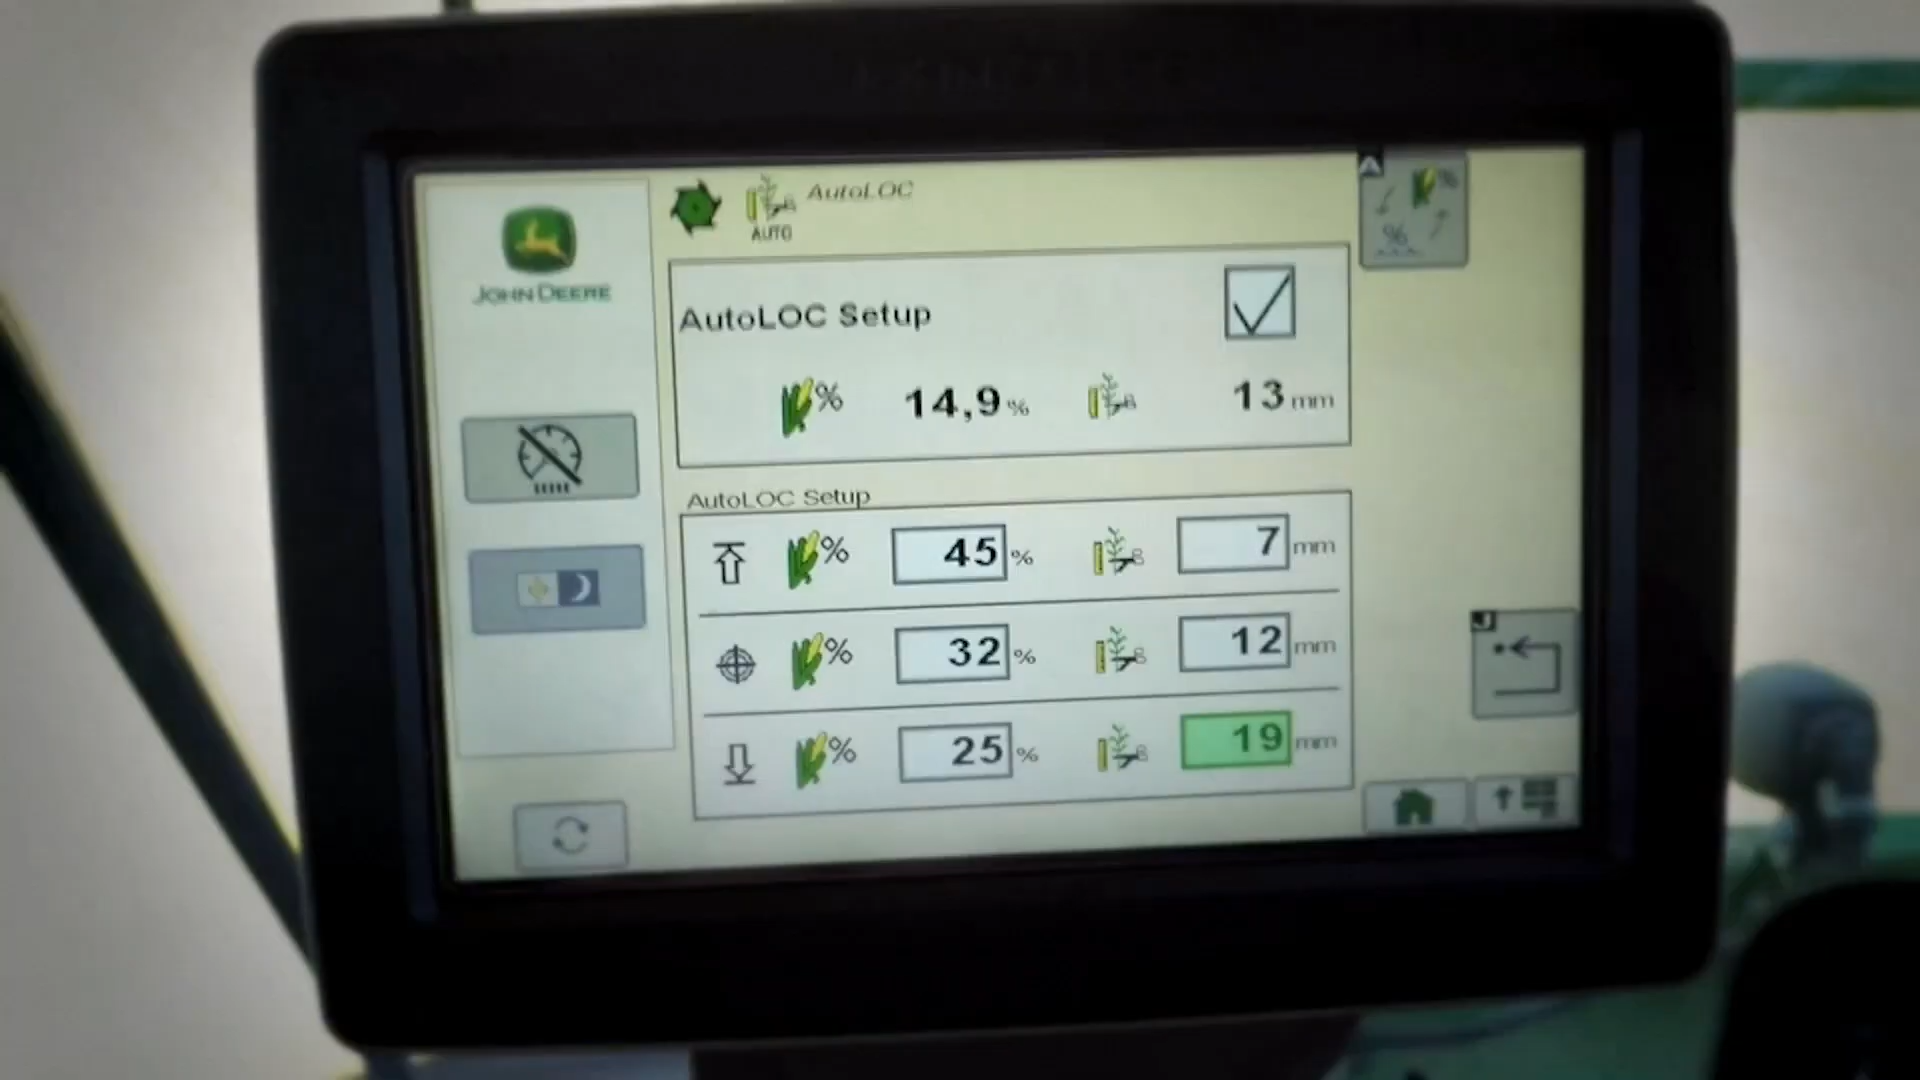 JOHN DEERE
AutoLOC
AUTO
AutoLOC Setup
% 14,9 % 13 mm
AutoLOC Setup
% 45 % 7 mm
% 32 % 12 mm
% 25 % 19 mm
%
%